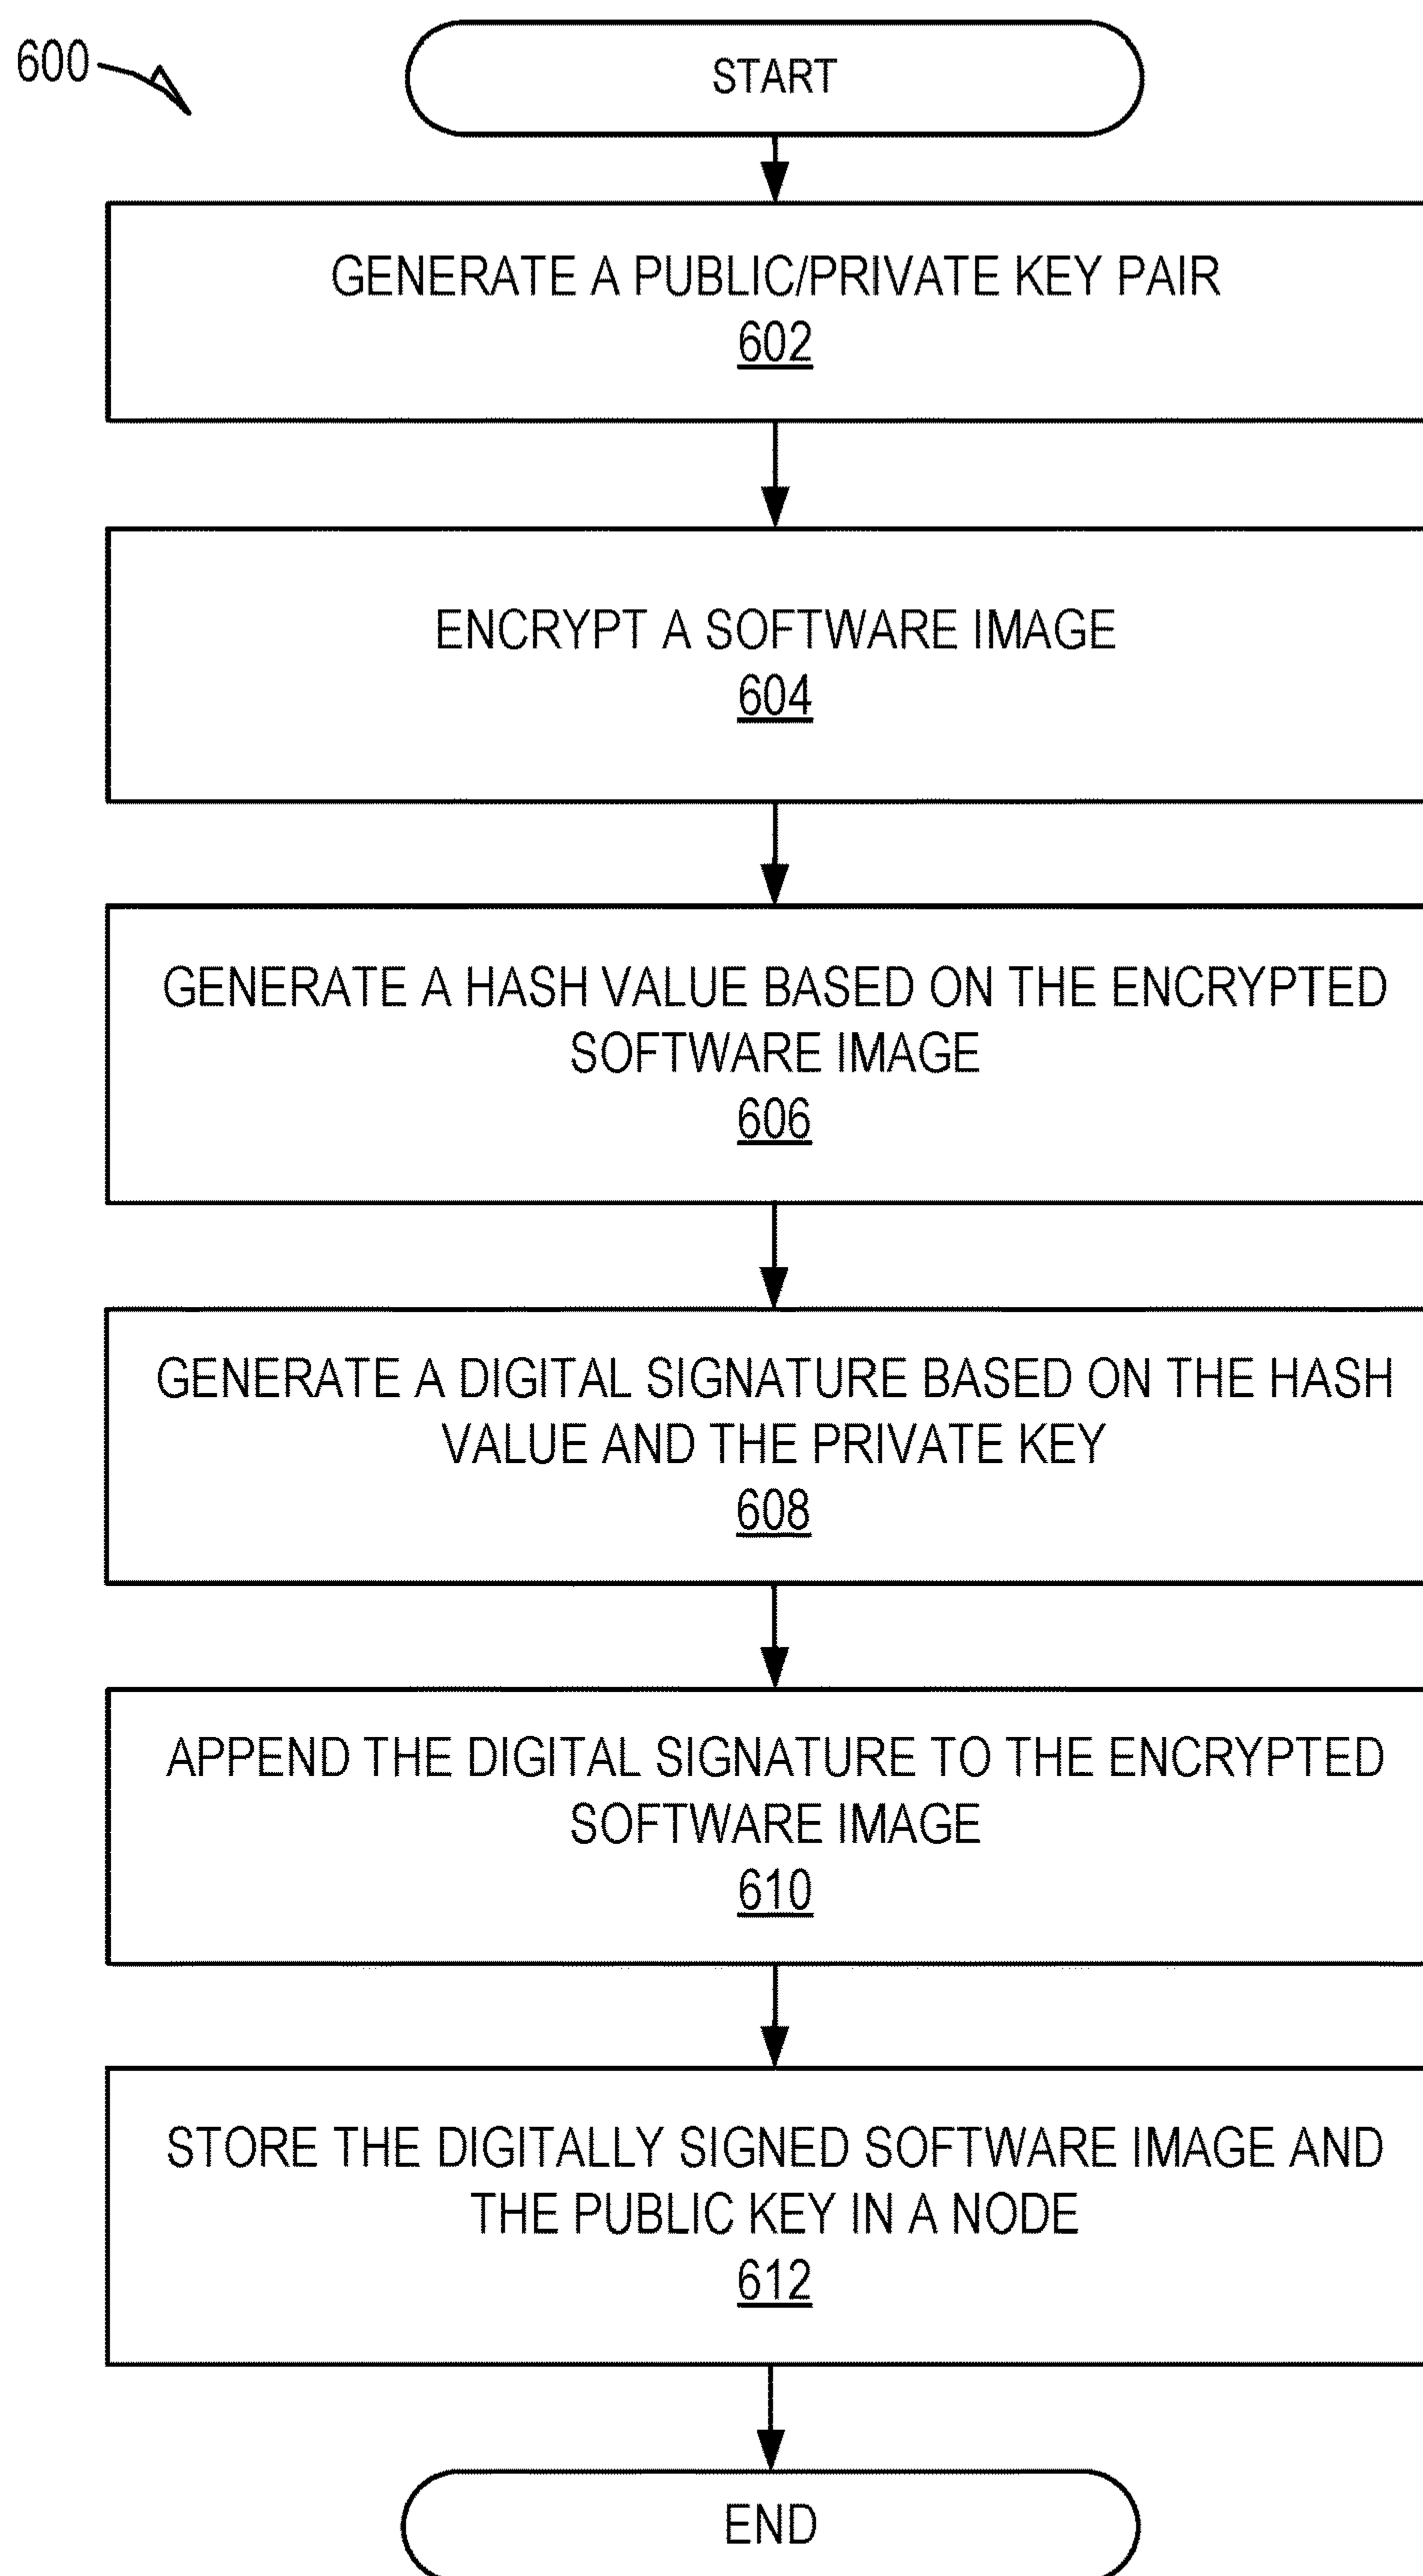 600
START
GENERATE A PUBLIC/PRIVATE KEY PAIR
602
ENCRYPT A SOFTWARE IMAGE
604
GENERATE A HASH VALUE BASED ON THE ENCRYPTED
SOFTWARE IMAGE
606
GENERATE A DIGITAL SIGNATURE BASED ON THE HASH
VALUE AND THE PRIVATE KEY
608
APPEND THE DIGITAL SIGNATURE TO THE ENCRYPTED
SOFTWARE IMAGE
610
STORE THE DIGITALLY SIGNED SOFTWARE IMAGE AND
THE PUBLIC KEY IN A NODE
612
END